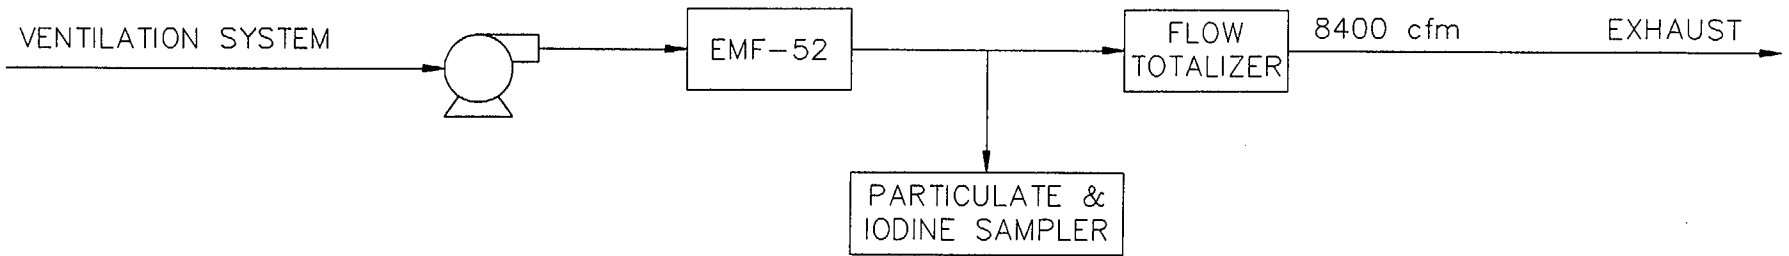 VENTILATION SYSTEM
EMF-52
FLOW
TOTALIZER
8400 cfm
EXHAUST
PARTICULATE &
IODINE SAMPLER